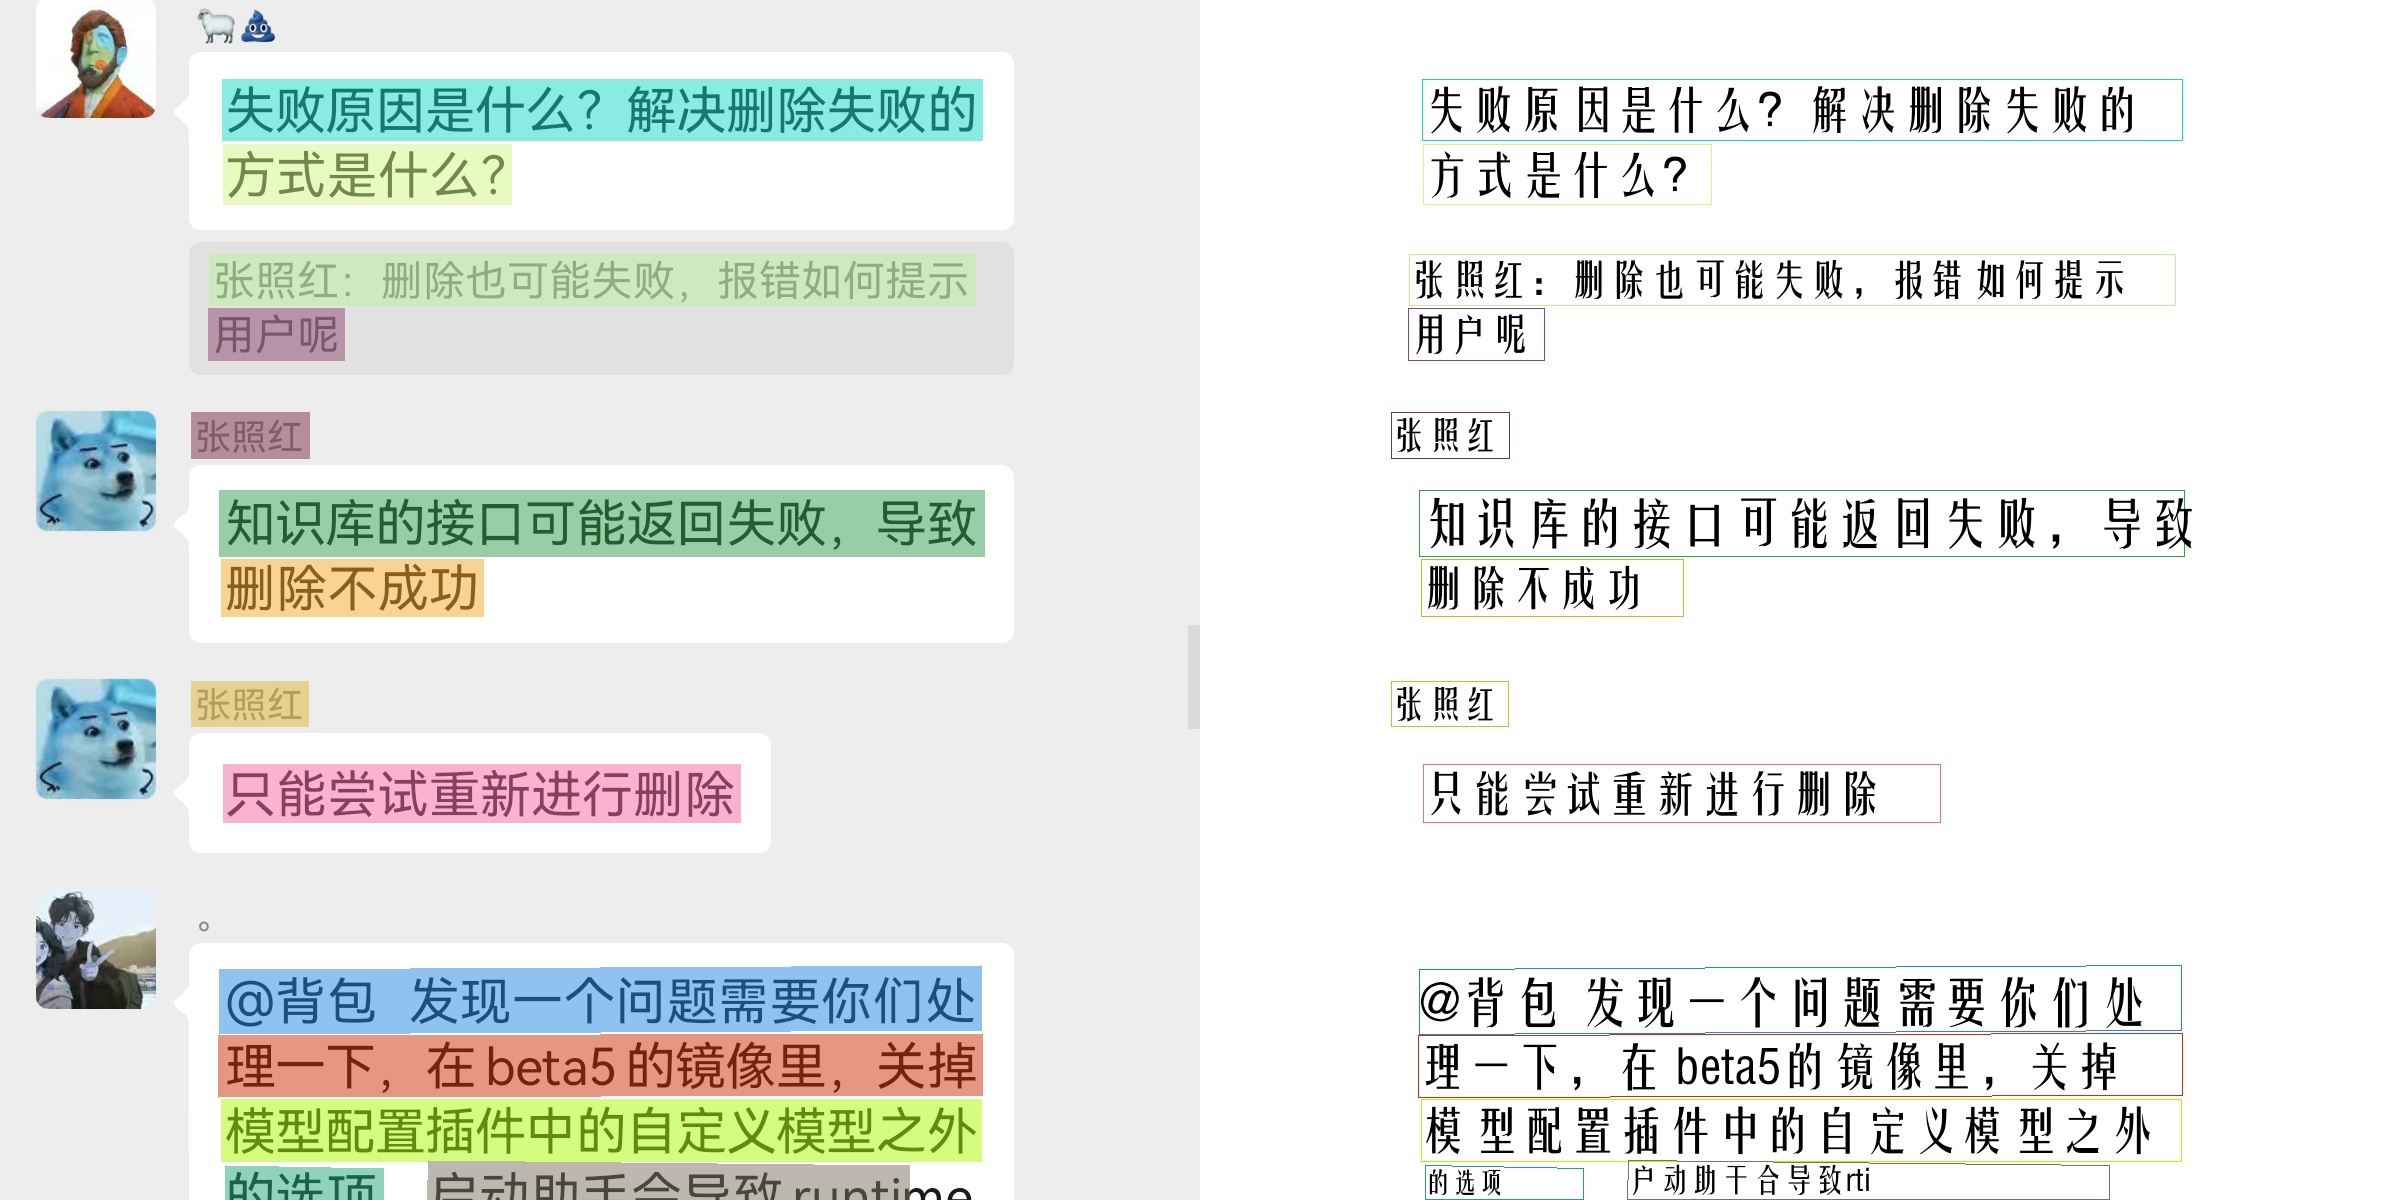 失败原因是什么？解决删除失败的
方式是什么？
张照红：删除也可能失败，报错如何提示
用户呢
张照红
知识库的接口可能返回失败，导致
删除不成功
张照红
只能尝试重新进行删除
。
@背包 发现一个问题需要你们处
理一下，在 beta5 的镜像里，关掉
模型配置插件中的自定义模型之外
的选项，启动助手会导致 runtime
失败原因是什么？解决删除失败的
方式是什么？
张照红：删除也可能失败，报错如何提示
用户呢
张照红
知识库的接口可能返回失败，导致
删除不成功
张照红
只能尝试重新进行删除
@背包 发现一个问题需要你们处
理一下，在 beta5的镜像里，关掉
模型配置插件中的自定义模型之外
的选项 户动助干合导致rti